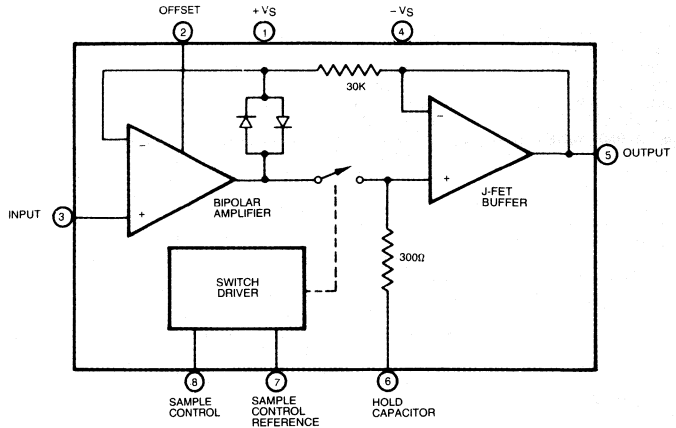 OFFSET
+VS
−VS
2
1
4
30K
−
−
+
BIPOLAR
AMPLIFIER
+
J-FET
BUFFER
5
OUTPUT
INPUT
3
300Ω
SWITCH
DRIVER
8
7
6
SAMPLE
CONTROL
SAMPLE
CONTROL
REFERENCE
HOLD
CAPACITOR